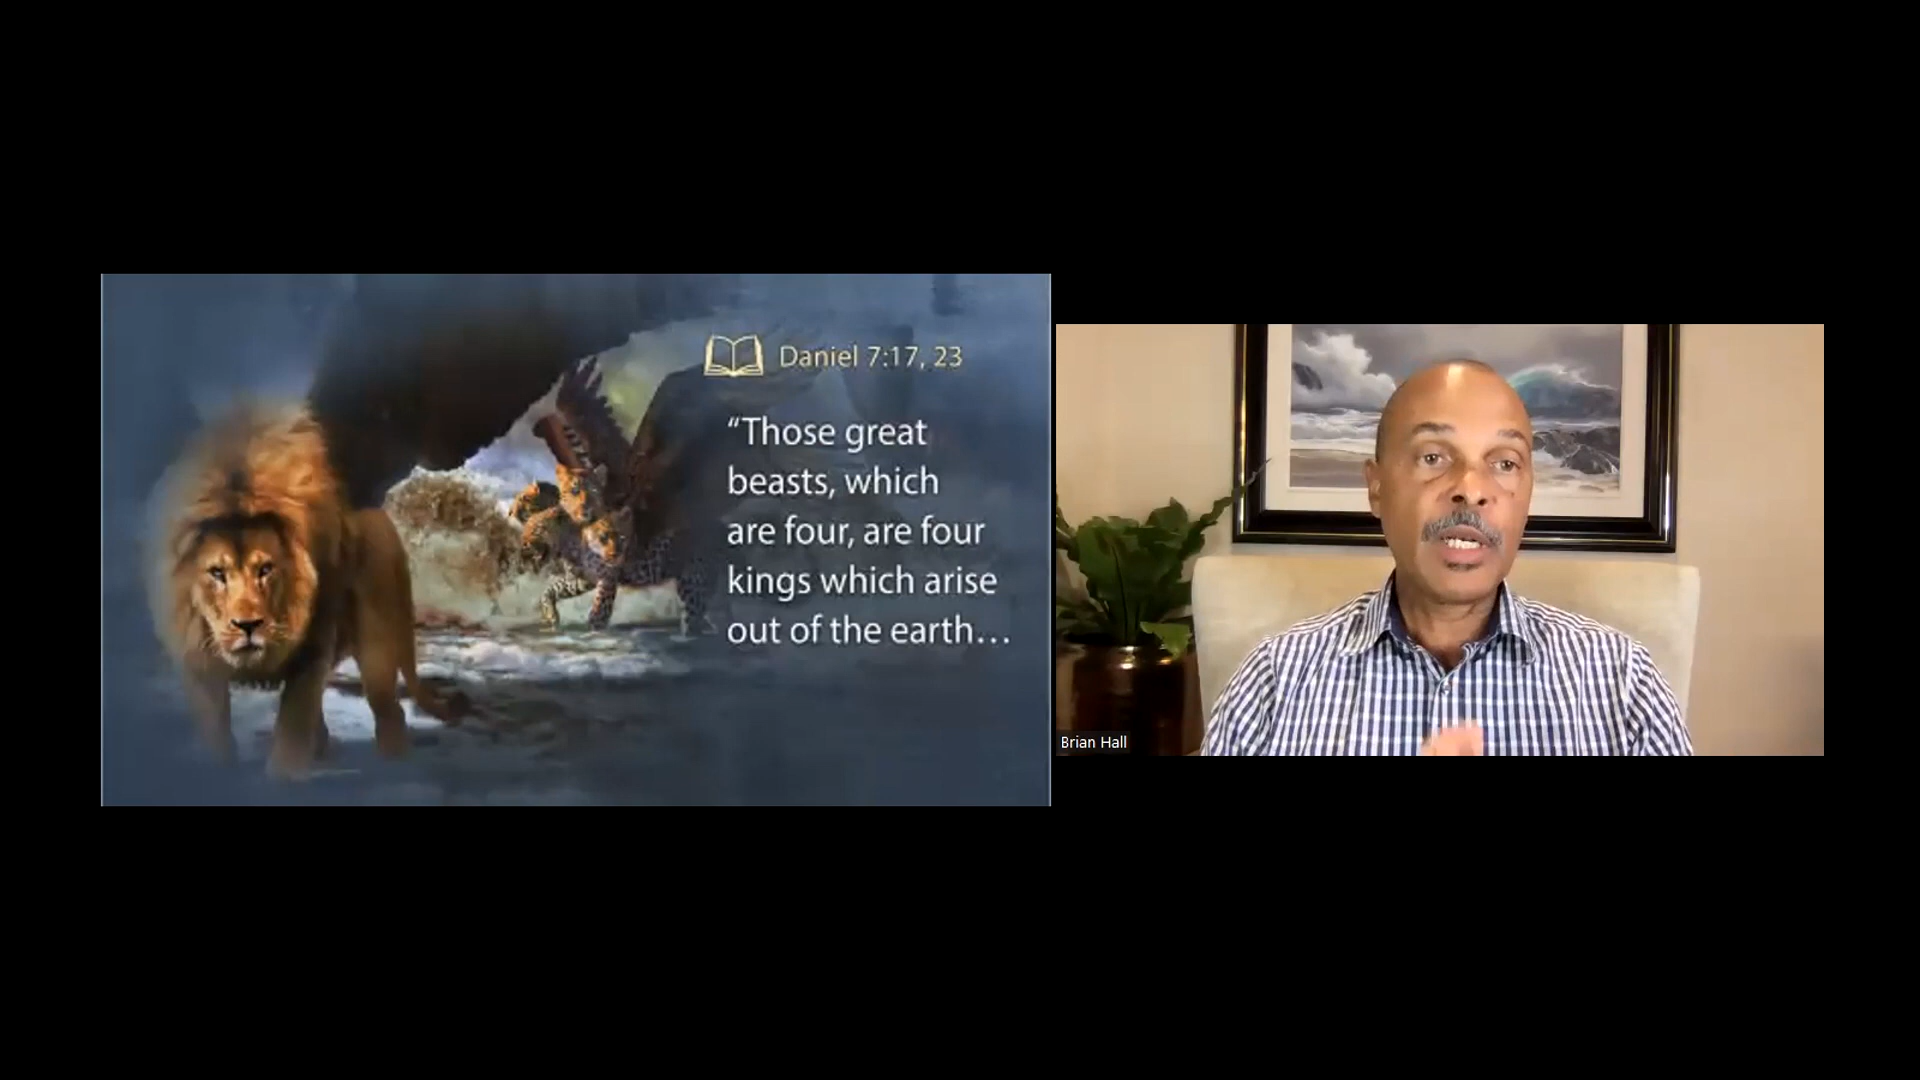 Daniel 7:17, 23
“Those great
beasts, which
are four, are four
kings which arise
out of the earth…
Brian Hall